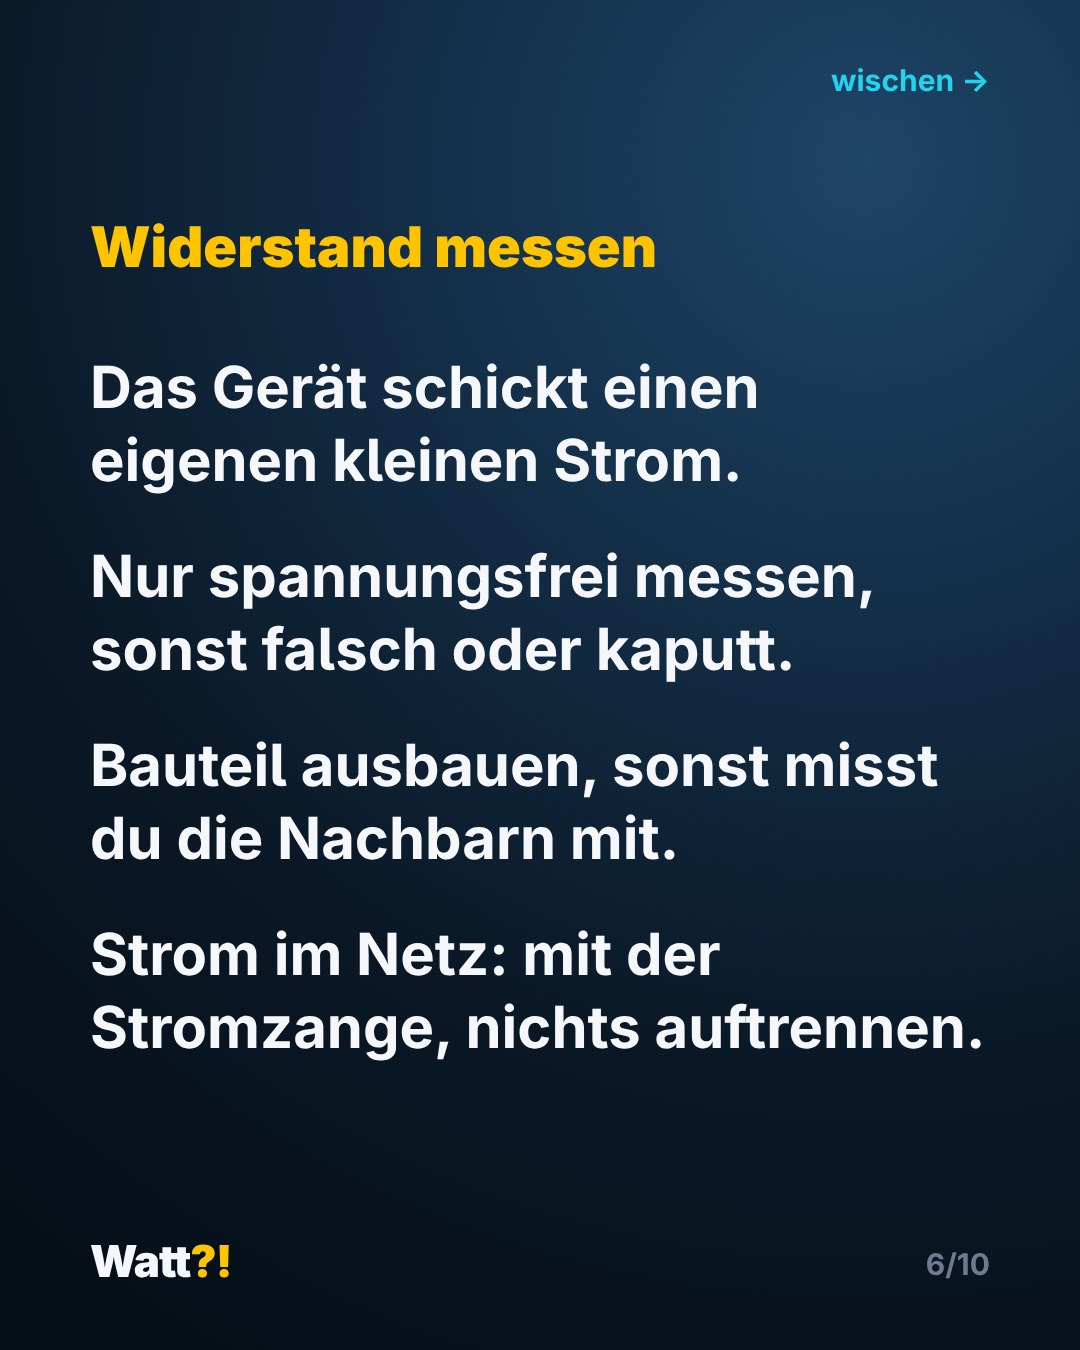 wischen →
Widerstand messen
Das Gerät schickt einen
eigenen kleinen Strom.
Nur spannungsfrei messen,
sonst falsch oder kaputt.
Bauteil ausbauen, sonst misst
du die Nachbarn mit.
Strom im Netz: mit der
Stromzange, nichts auftrennen.
Watt?!
6/10